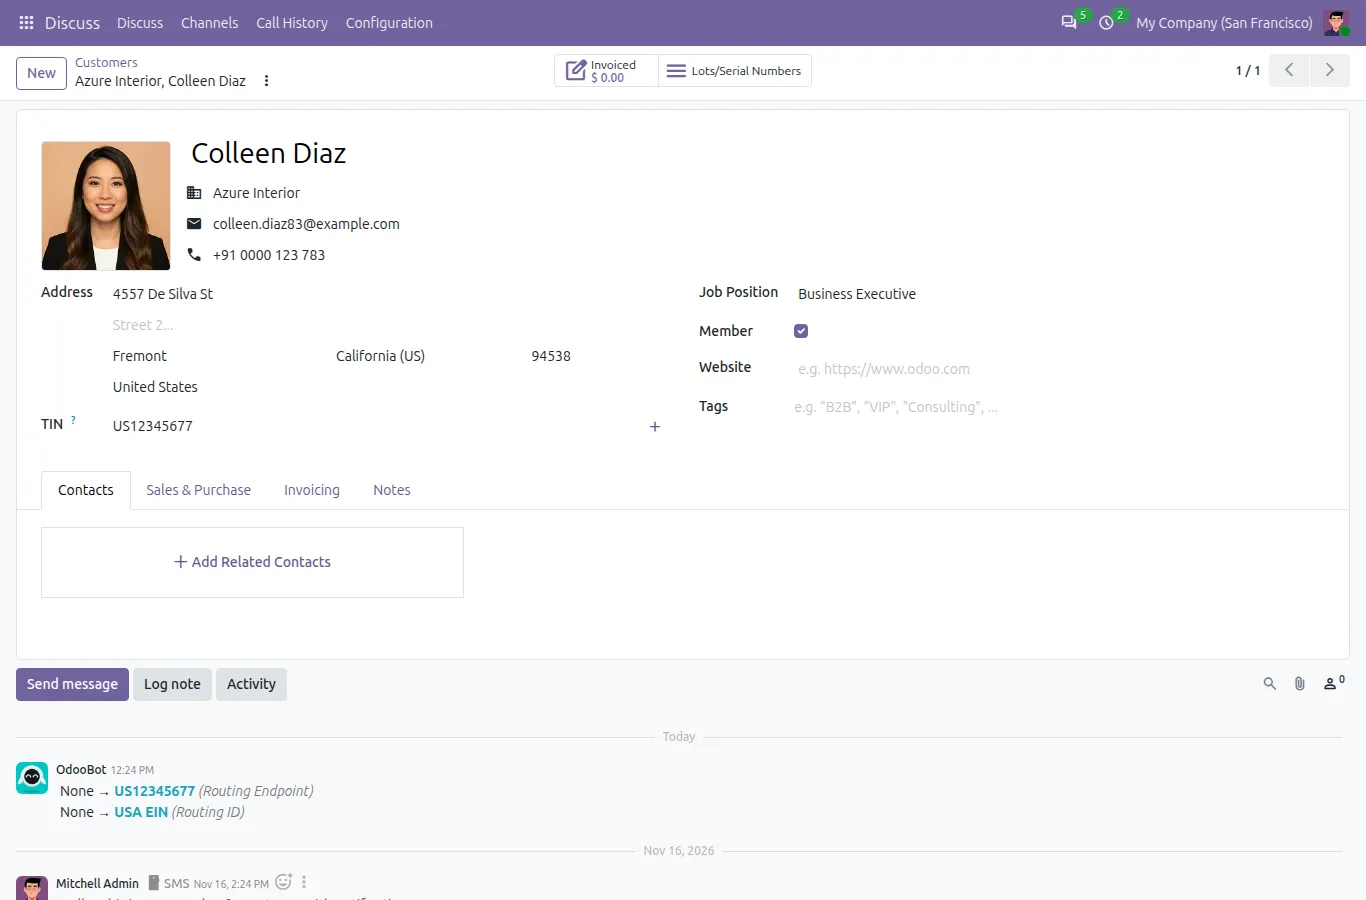 Discuss Discuss Channels Call History Configuration 5 2 My Company (San Francisco)
New Customers
Azure Interior, Colleen Diaz
Invoiced
$ 0.00
Lots/Serial Numbers
1 / 1
Colleen Diaz
Azure Interior
colleen.diaz83@example.com
+91 0000 123 783
Address 4557 De Silva St
Street 2...
Fremont California (US) 94538
United States
TIN ? US12345677
Job Position Business Executive
Member
Website e.g. https://www.odoo.com
Tags e.g. "B2B", "VIP", "Consulting", ...
Contacts Sales & Purchase Invoicing Notes
Add Related Contacts
Send message Log note Activity 0
Today
OdooBot 12:24 PM
None → US12345677 (Routing Endpoint)
None → USA EIN (Routing ID)
Nov 16, 2026
Mitchell Admin SMS Nov 16, 2:24 PM